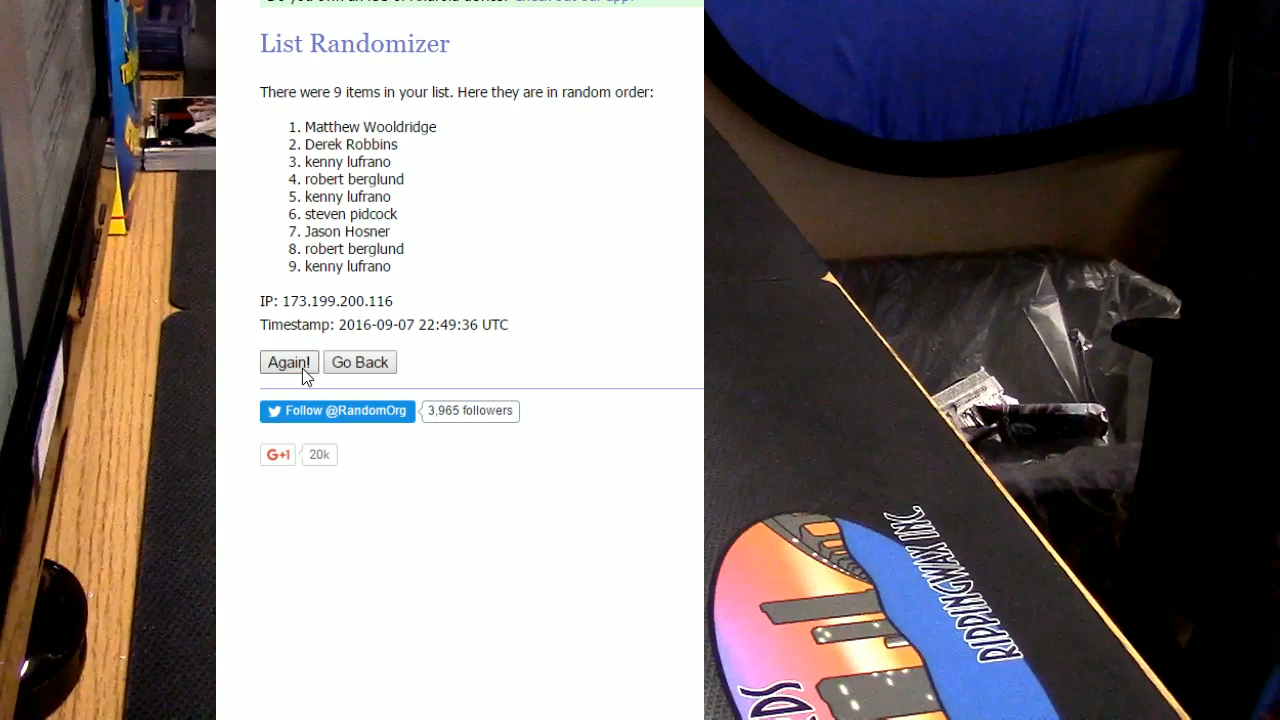 List Randomizer
There were 9 items in your list. Here they are in random order:
1. Matthew Wooldridge
2. Derek Robbins
3. kenny lufrano
4. robert berglund
5. kenny lufrano
6. steven pidcock
7. Jason Hosner
8. robert berglund
9. kenny lufrano
IP: 173.199.200.116
Timestamp: 2016-09-07 22:49:36 UTC
Again! Go Back
Follow @RandomOrg 3,965 followers
G+1 20k
RIPPINGWAX INC.